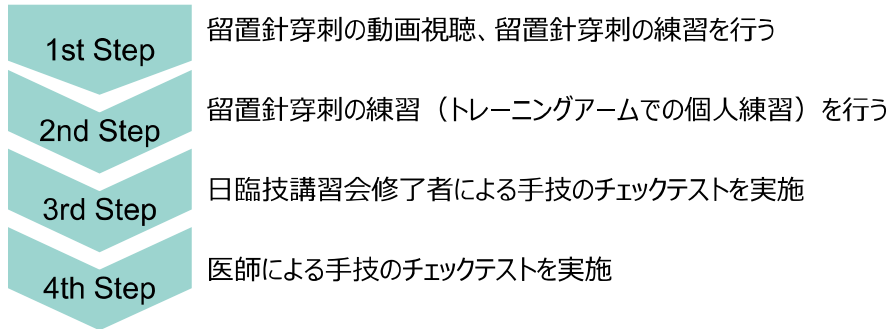 1st Step
留置針穿刺の動画視聴、留置針穿刺の練習を行う
2nd Step
留置針穿刺の練習（トレーニングアームでの個人練習）を行う
3rd Step
日臨技講習会修了者による手技のチェックテストを実施
4th Step
医師による手技のチェックテストを実施